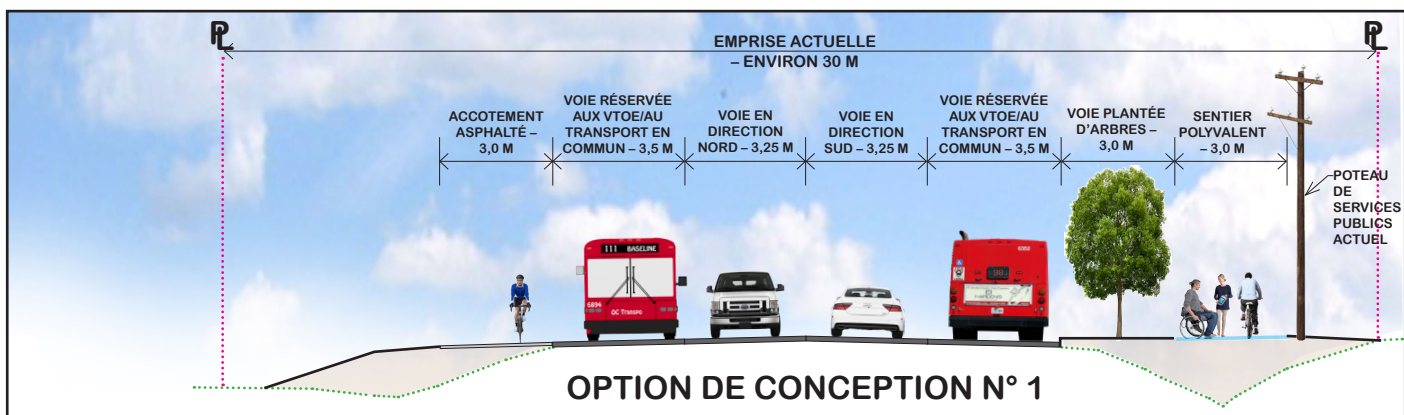 PL
PL
EMPRISE ACTUELLE
– ENVIRON 30 M
ACCOTEMENT
ASPHALTÉ –
3,0 M
VOIE RÉSERVÉE
AUX VTOE/AU
TRANSPORT EN
COMMUN – 3,5 M
VOIE EN
DIRECTION
NORD – 3,25 M
VOIE EN
DIRECTION
SUD – 3,25 M
VOIE RÉSERVÉE
AUX VTOE/AU
TRANSPORT EN
COMMUN – 3,5 M
VOIE PLANTÉE
D'ARBRES –
3,0 M
SENTIER
POLYVALENT
– 3,0 M
POTEAU
DE
SERVICES
PUBLICS
ACTUEL
111 BASELINE
6894
OC Transpo
OPTION DE CONCEPTION N° 1